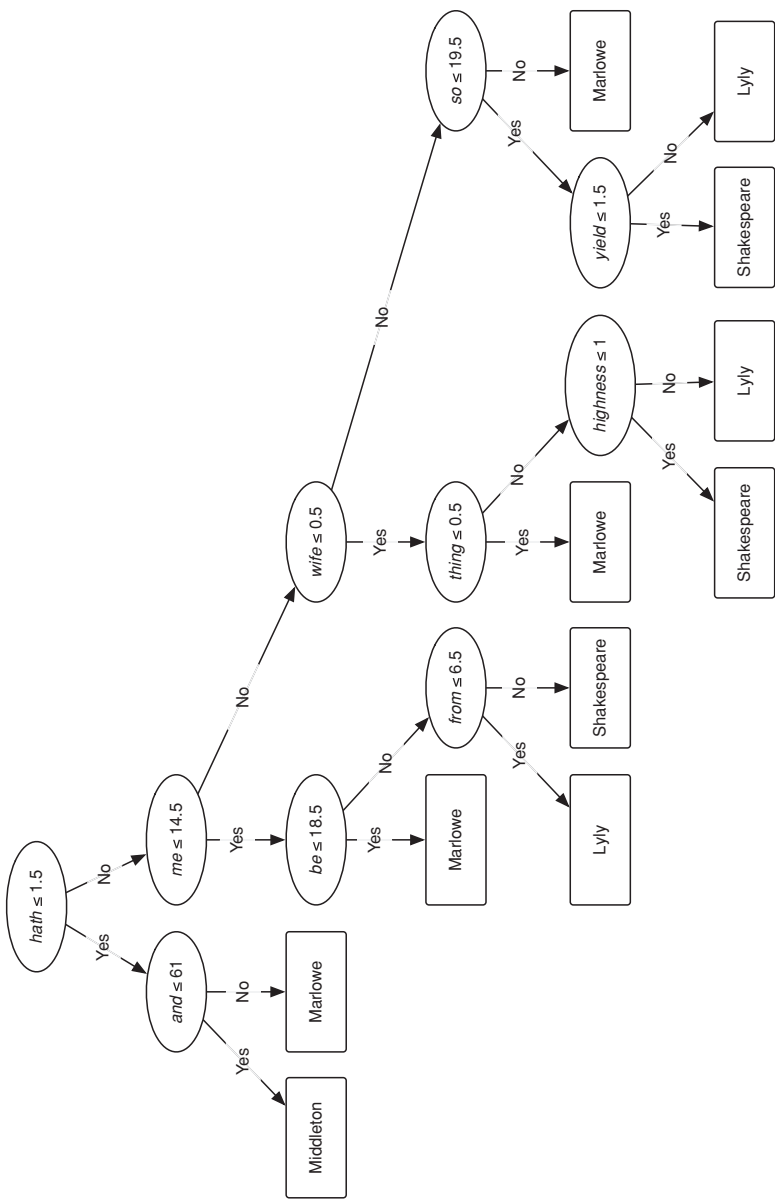 hath ≤ 1.5
Yes
No
and ≤ 61
me ≤ 14.5
Yes
No
Yes
No
Middleton
Marlowe
be ≤ 18.5
wife ≤ 0.5
Yes
No
Yes
No
Marlowe
from ≤ 6.5
thing ≤ 0.5
so ≤ 19.5
Yes
No
Yes
No
Yes
No
Lyly
Shakespeare
Marlowe
highness ≤ 1
yield ≤ 1.5
Marlowe
Yes
No
Yes
No
Shakespeare
Lyly
Shakespeare
Lyly